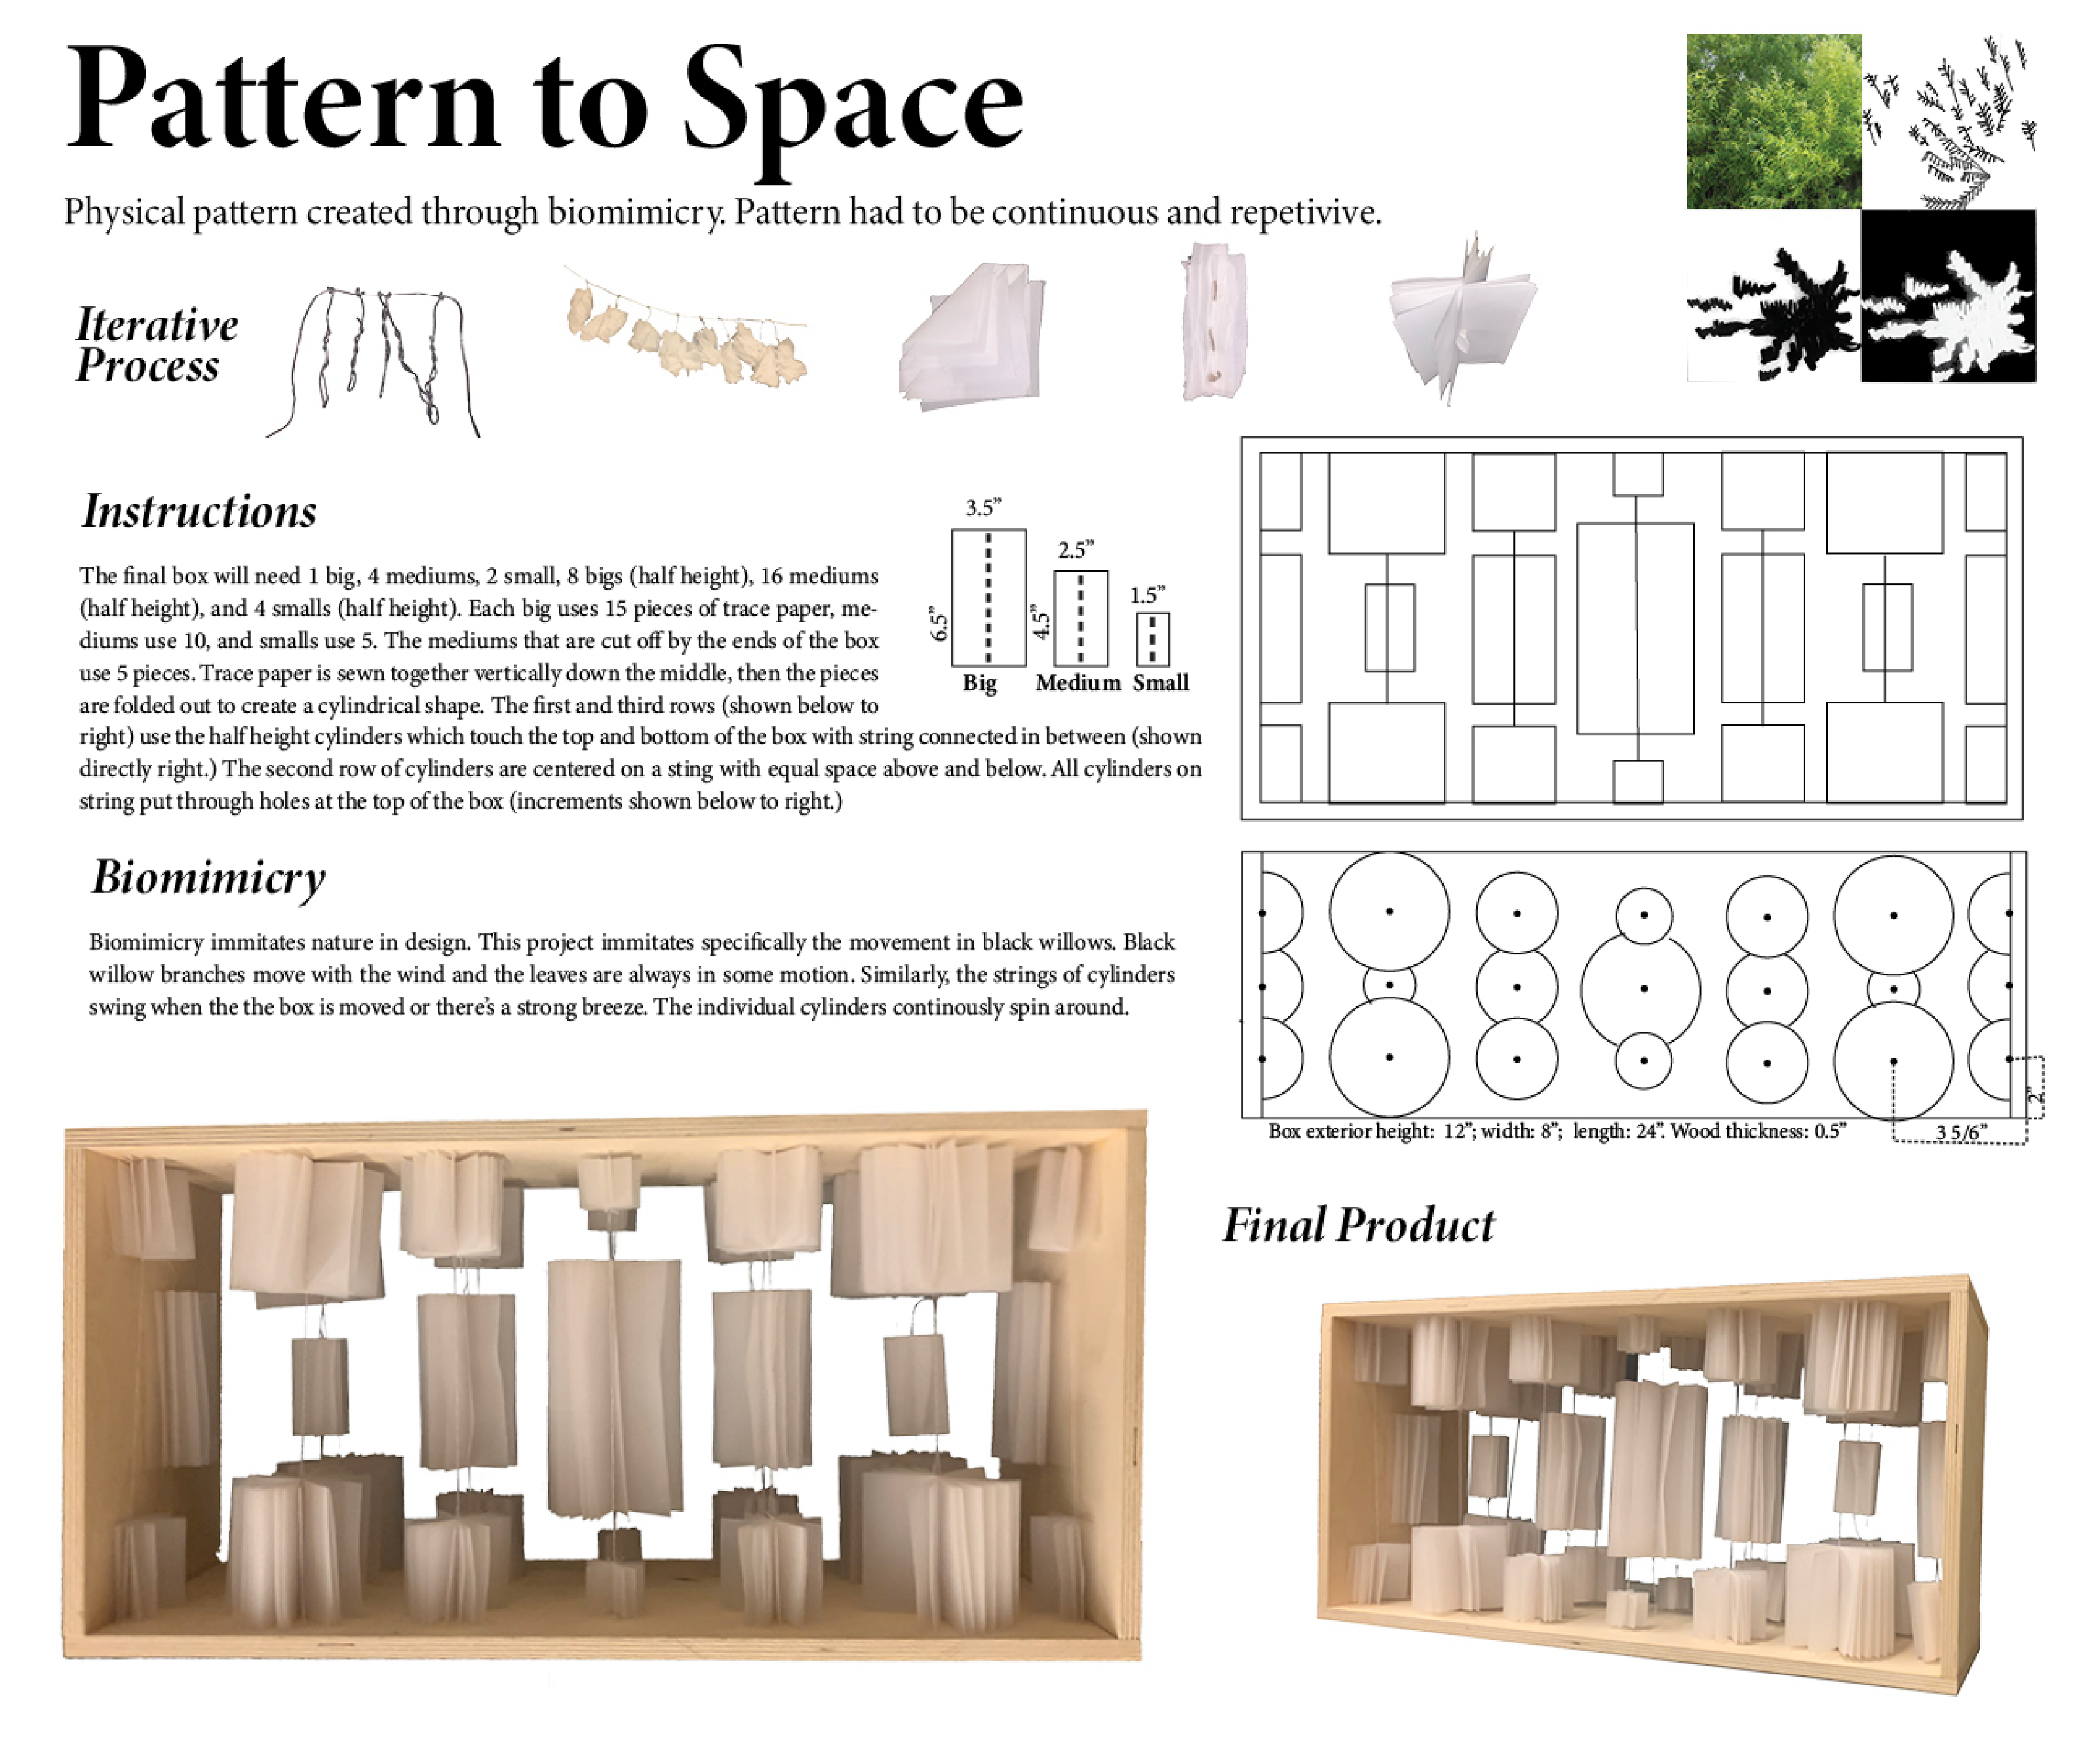 Pattern to Space
Physical pattern created through biomimicry. Pattern had to be continuous and repetivive.
Iterative
Process
Instructions
The final box will need 1 big, 4 mediums, 2 small, 8 bigs (half height), 16 mediums
(half height), and 4 smalls (half height). Each big uses 15 pieces of trace paper, me-
diums use 10, and smalls use 5. The mediums that are cut off by the ends of the box
use 5 pieces. Trace paper is sewn together vertically down the middle, then the pieces
are folded out to create a cylindrical shape. The first and third rows (shown below to
right) use the half height cylinders which touch the top and bottom of the box with string connected in between (shown
directly right.) The second row of cylinders are centered on a sting with equal space above and below. All cylinders on
string put through holes at the top of the box (increments shown below to right.)
3.5”
6.5”
Big
2.5”
4.5”
Medium
1.5”
Small
Biomimicry
Biomimicry immitates nature in design. This project immitates specifically the movement in black willows. Black
willow branches move with the wind and the leaves are always in some motion. Similarly, the strings of cylinders
swing when the the box is moved or there’s a strong breeze. The individual cylinders continously spin around.
2”
Box exterior height: 12”; width: 8”; length: 24”. Wood thickness: 0.5”
3 5/6”
Final Product